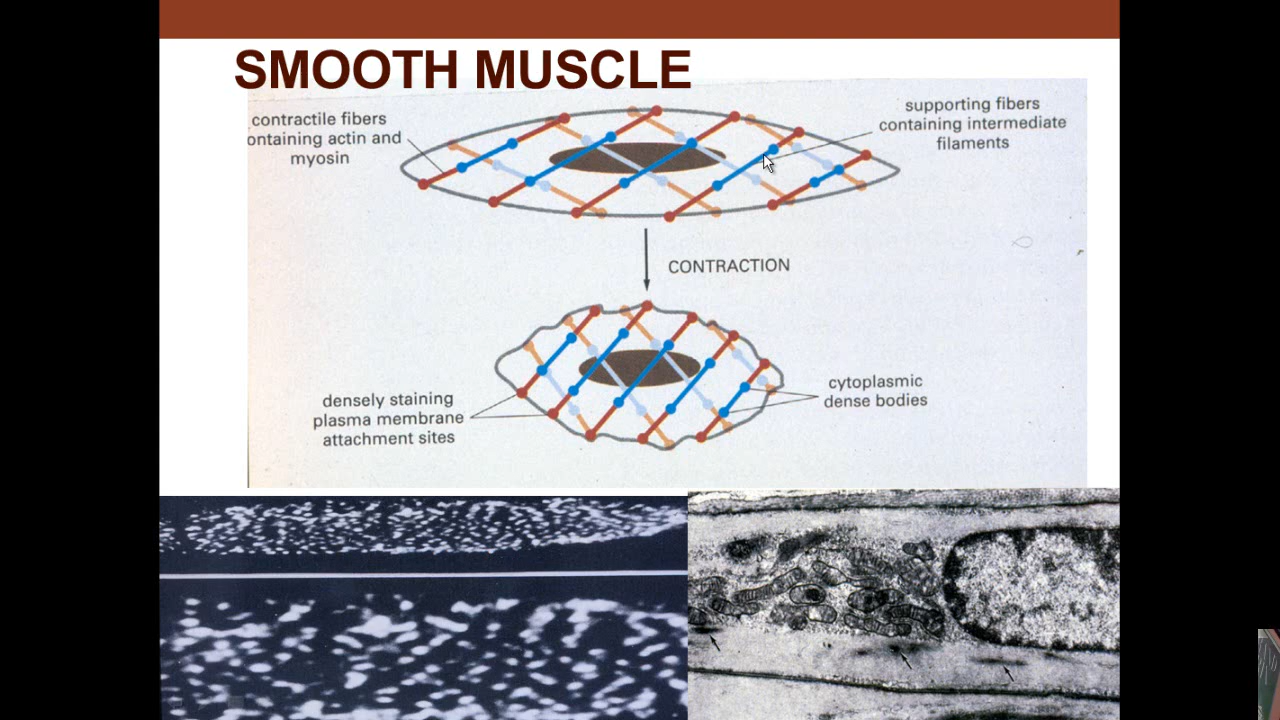 SMOOTH MUSCLE
contractile fibers
ontaining actin and
myosin
supporting fibers
containing intermediate
filaments
CONTRACTION
densely staining
plasma membrane
attachment sites
cytoplasmic
dense bodies